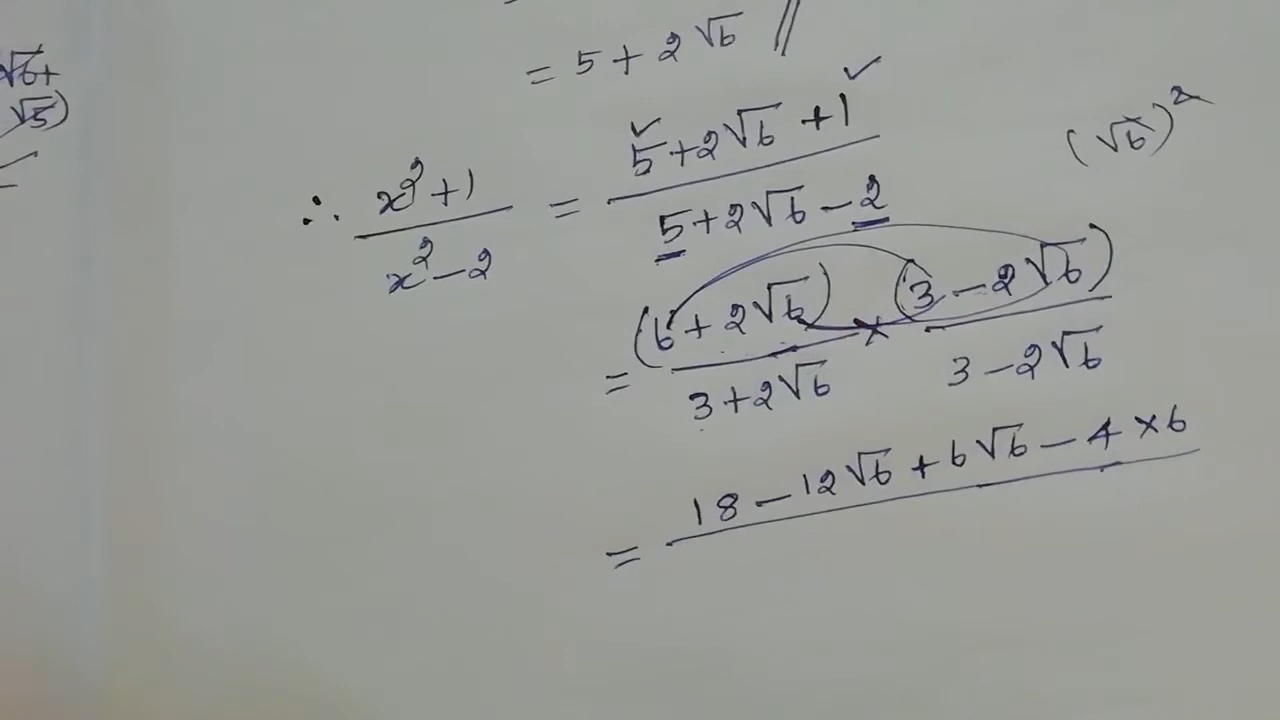 √6+
√5)
= 5 + 2√6 //
∴ x²+1 / x²-2 = 5+2√6+1 / 5+2√6-2
(√6)²
= (6+2√6) / 3+2√6 × (3-2√6) / 3-2√6
= 18-12√6+6√6-4×6